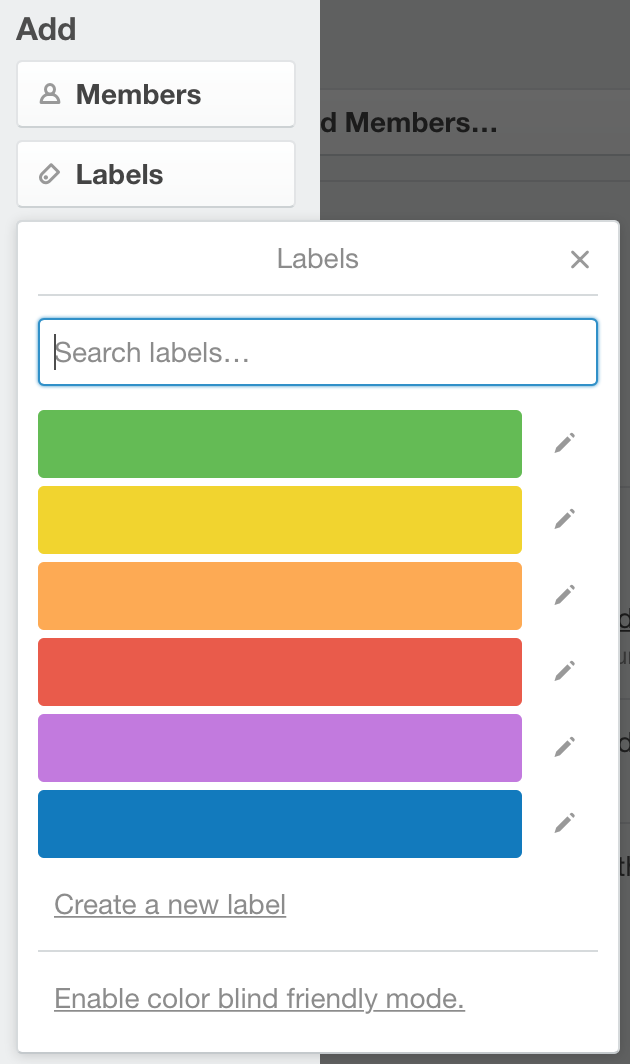 Add
Members
d Members...
Labels
Labels
Search labels...
Create a new label
Enable color blind friendly mode.